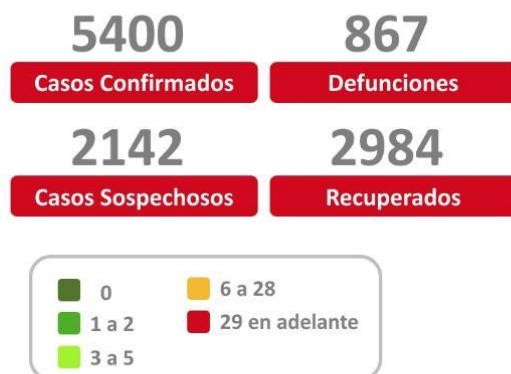 5400 867
Casos Confirmados Defunciones
2142 2984
Casos Sospechosos Recuperados
0 6 a 28
1 a 2 29 en adelante
3 a 5